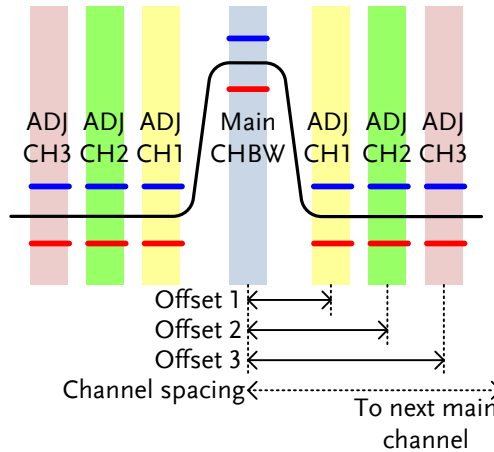 ADJ ADJ ADJ Main ADJ ADJ ADJ
CH3 CH2 CH1 CHBW CH1 CH2 CH3
Offset 1
Offset 2
Offset 3
Channel spacing
To next main
channel